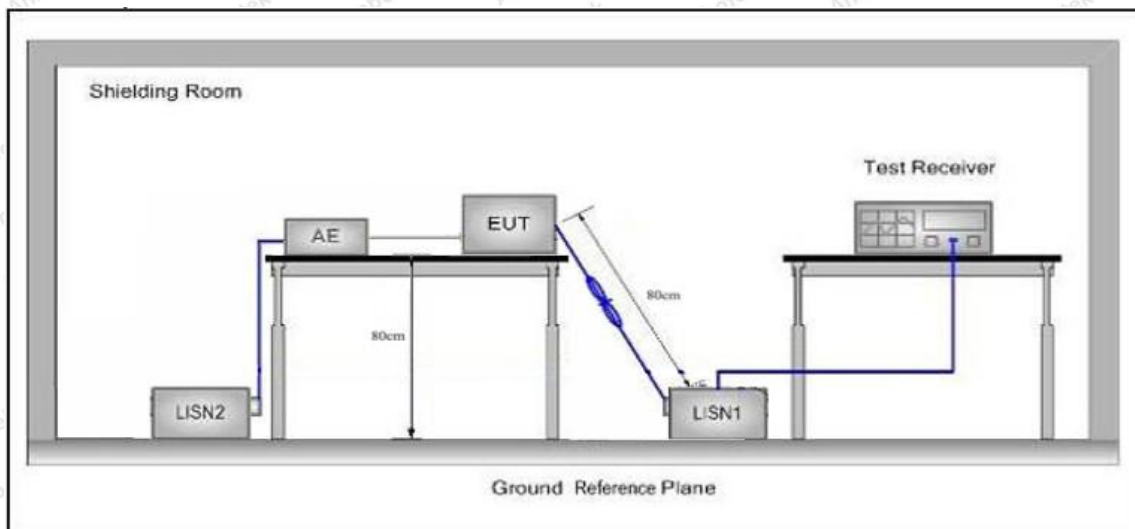 Shielding Room
Test Receiver
EUT
AE
80cm
80cm
LISN2
LISN1
Ground Reference Plane